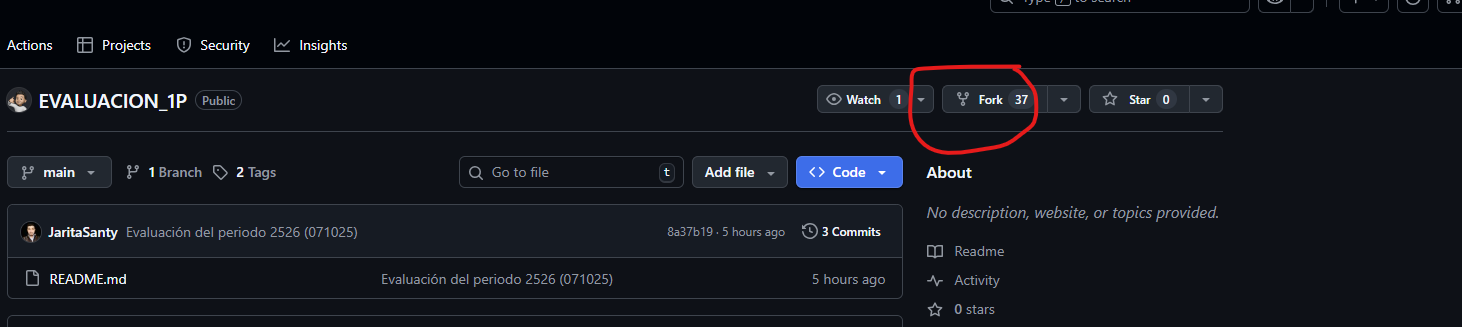 Type / to search
Actions Projects Security Insights
EVALUACION_1P Public Watch 1 Fork 37 Star 0
main 1 Branch 2 Tags Go to file t Add file Code
About
No description, website, or topics provided.
JaritaSanty Evaluación del periodo 2526 (071025) 8a37b19 · 5 hours ago 3 Commits
Readme
README.md Evaluación del periodo 2526 (071025) 5 hours ago
Activity
0 stars